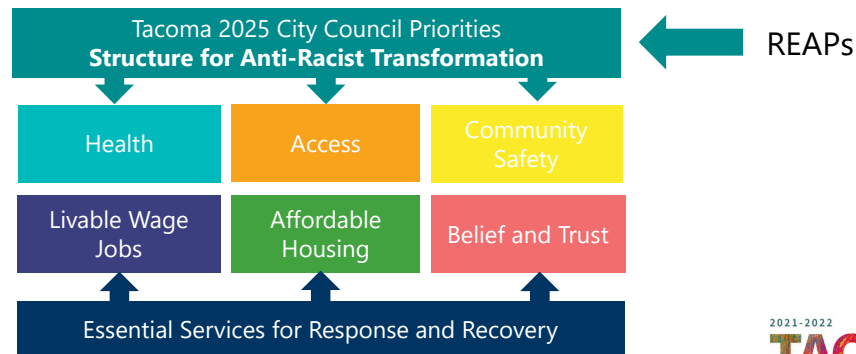 Tacoma 2025 City Council Priorities
Structure for Anti-Racist Transformation
REAPs
Health
Access
Community
Safety
Livable Wage
Jobs
Affordable
Housing
Belief and Trust
Essential Services for Response and Recovery
2021-2022